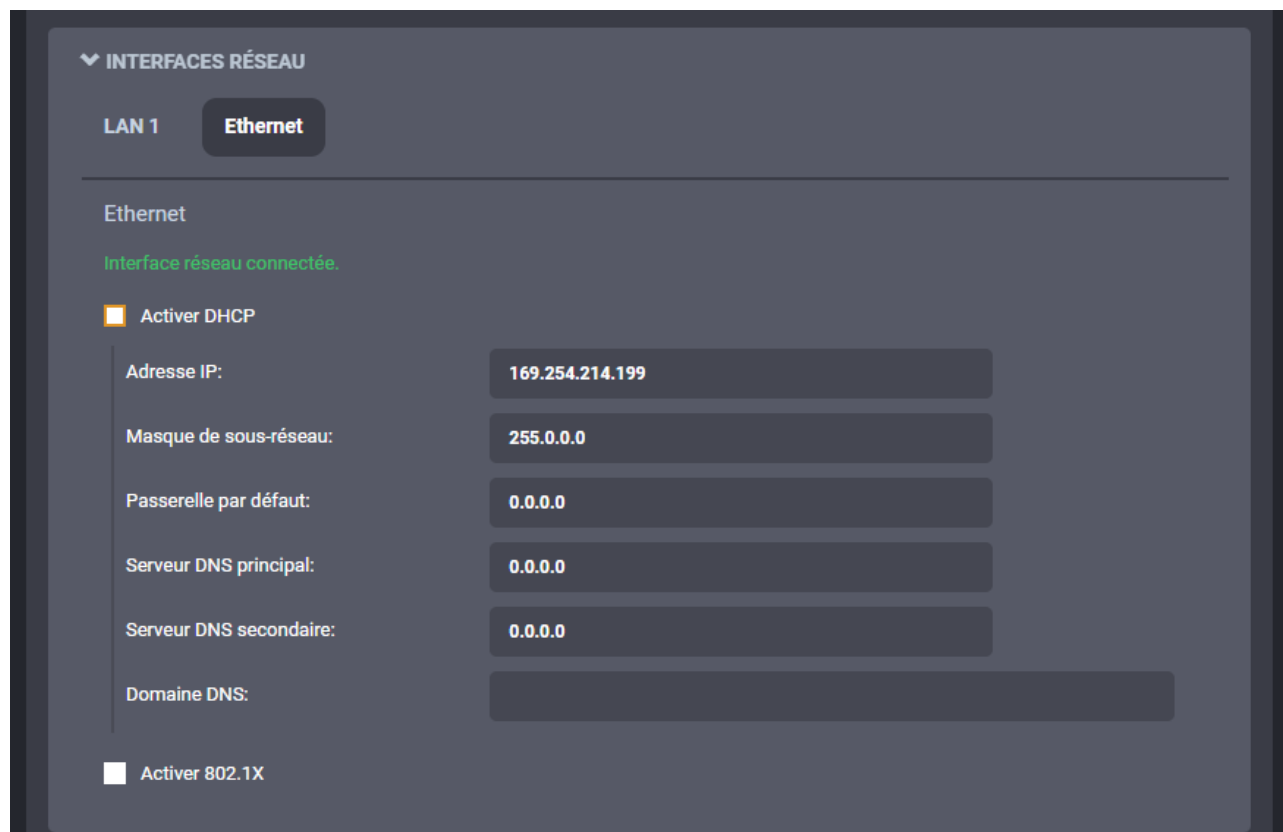 INTERFACES RÉSEAU
LAN 1 Ethernet
Ethernet
Interface réseau connectée.
Activer DHCP
Adresse IP: 169.254.214.199
Masque de sous-réseau: 255.0.0.0
Passerelle par défaut: 0.0.0.0
Serveur DNS principal: 0.0.0.0
Serveur DNS secondaire: 0.0.0.0
Domaine DNS:
Activer 802.1X